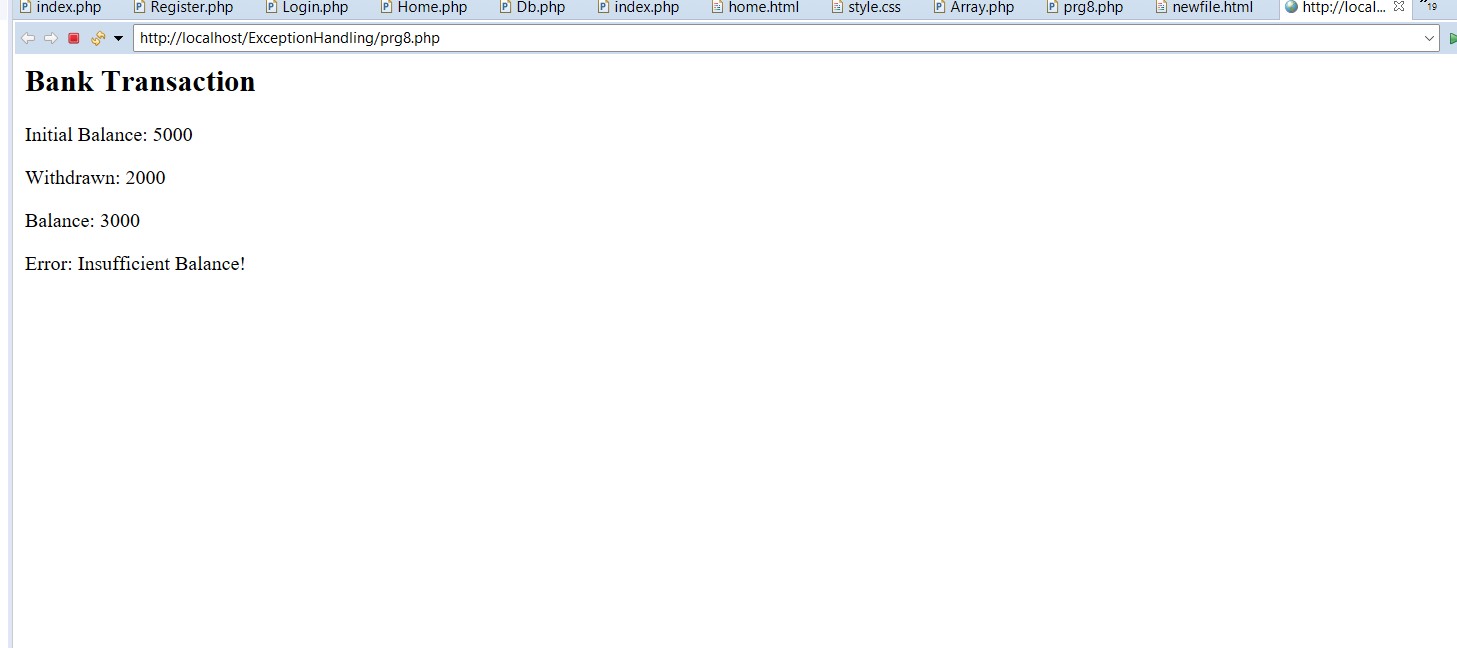 index.php Register.php Login.php Home.php Db.php index.php home.html style.css Array.php prg8.php newfile.html http://local... 19
http://localhost/ExceptionHandling/prg8.php
Bank Transaction
Initial Balance: 5000
Withdrawn: 2000
Balance: 3000
Error: Insufficient Balance!